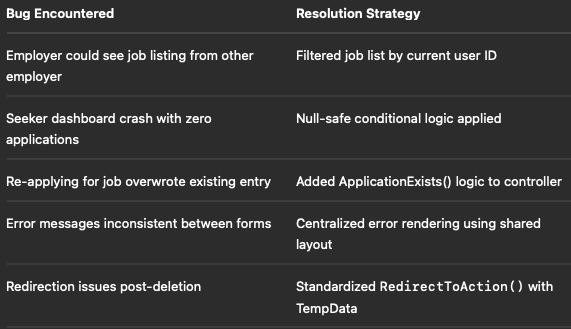 Bug Encountered Resolution Strategy
Employer could see job listing from other Filtered job list by current user ID
employer
Seeker dashboard crash with zero Null-safe conditional logic applied
applications
Re-applying for job overwrote existing entry Added ApplicationExists() logic to controller
Error messages inconsistent between forms Centralized error rendering using shared
layout
Redirection issues post-deletion Standardized RedirectToAction() with
TempData